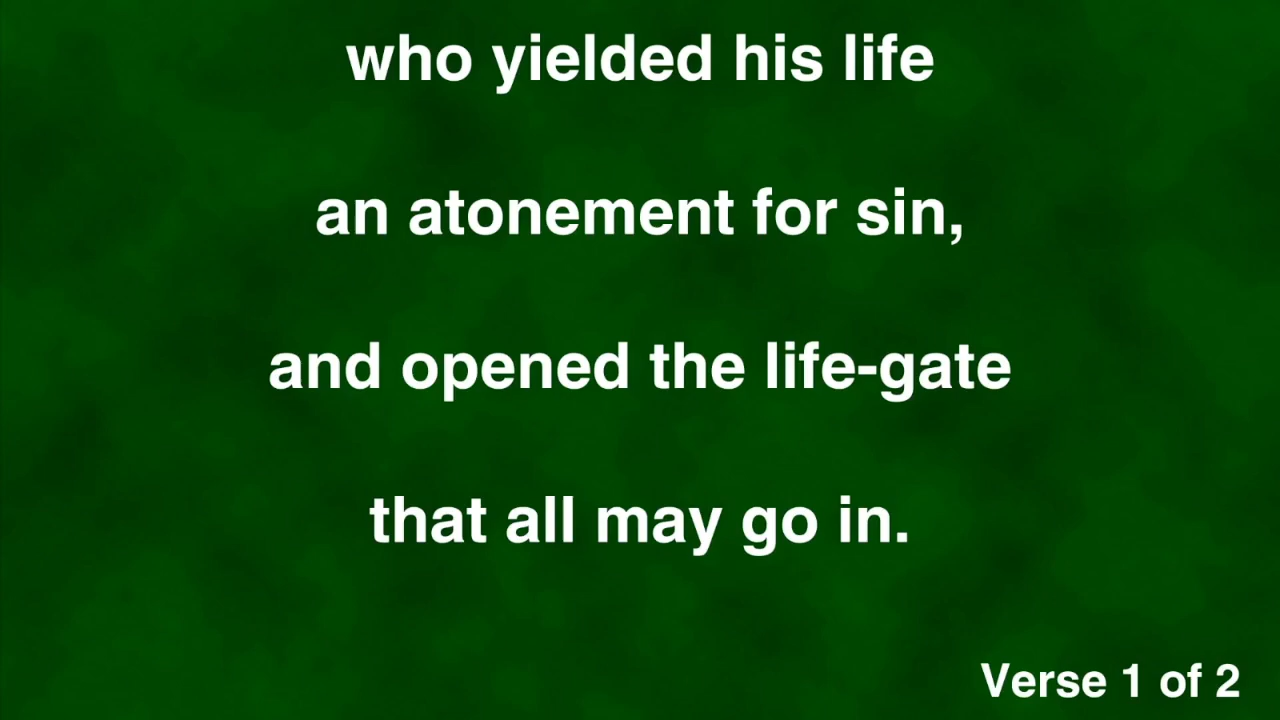 who yielded his life
an atonement for sin,
and opened the life-gate
that all may go in.
Verse 1 of 2